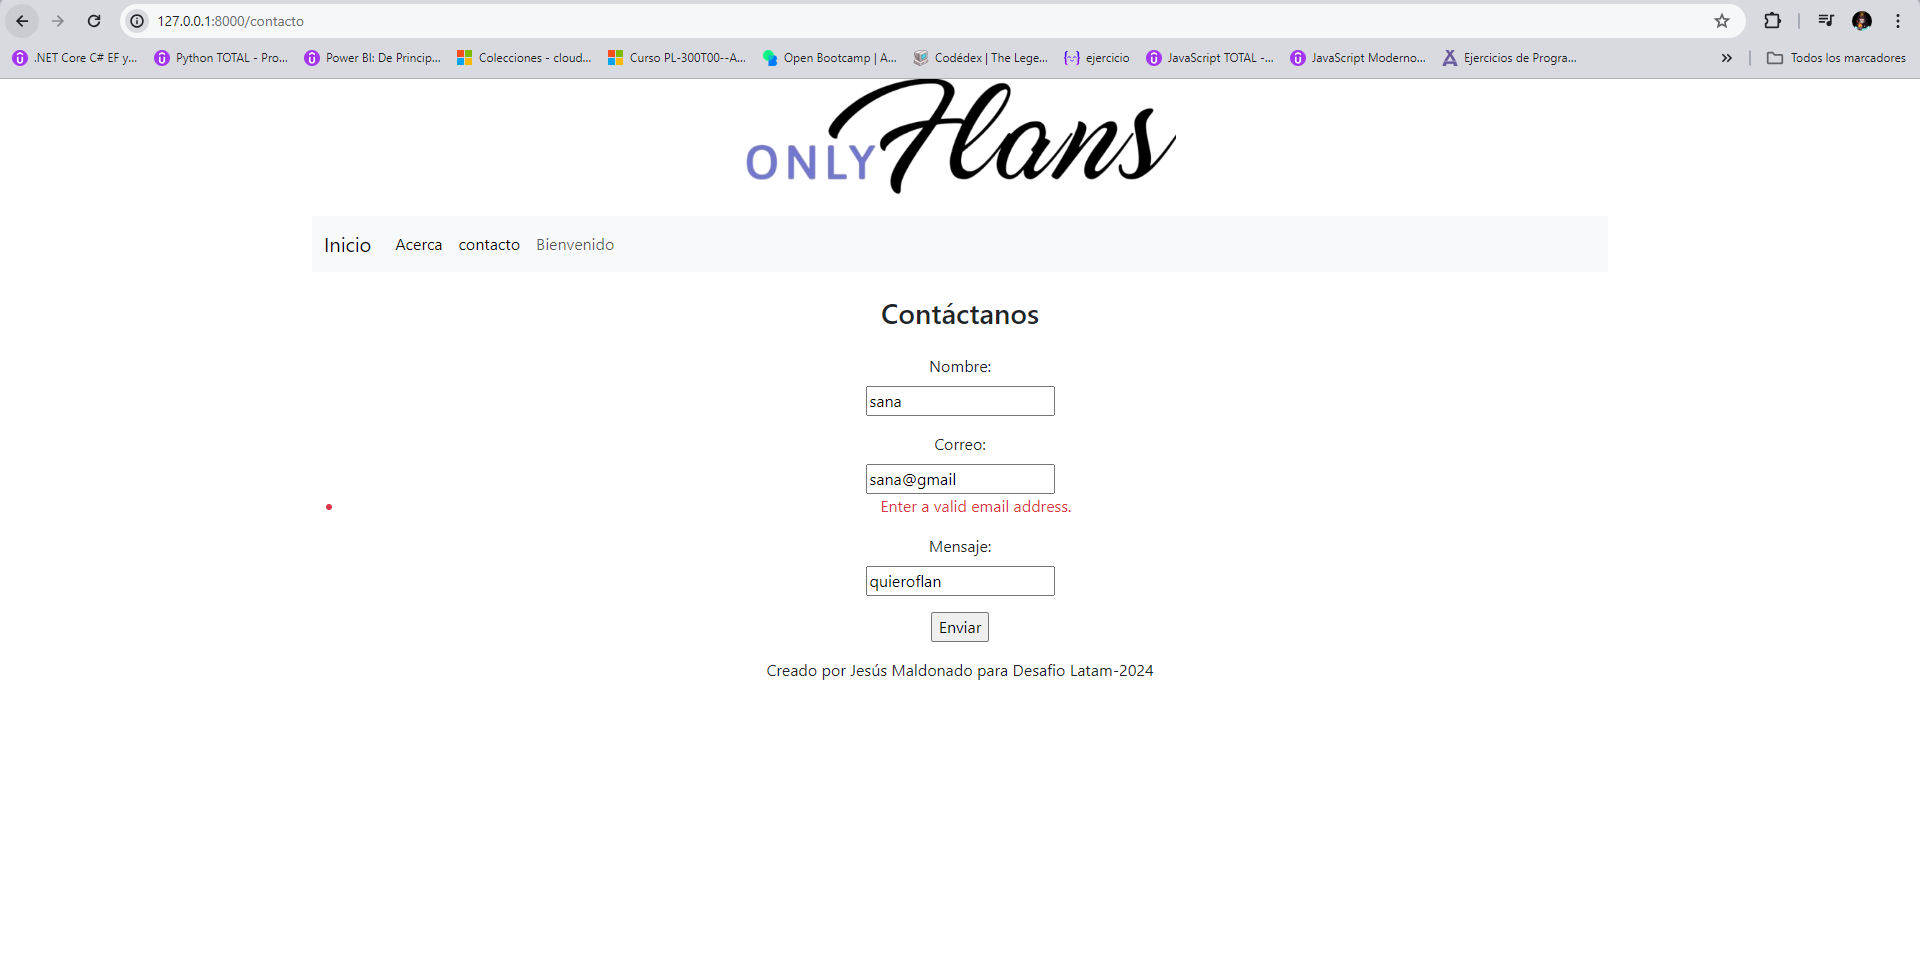 127.0.0.1:8000/contacto
.NET Core C# EF y... Python TOTAL - Pro... Power BI: De Princip... Colecciones - cloud... Curso PL-300T00--A... Open Bootcamp | A... Codédex | The Lege... ejercicio JavaScript TOTAL -... JavaScript Moderno... Ejercicios de Progra... » Todos los marcadores
ONLY Flans
Inicio Acerca contacto Bienvenido
Contáctanos
Nombre:
sana
Correo:
sana@gmail
• Enter a valid email address.
Mensaje:
quieroflan
Enviar
Creado por Jesús Maldonado para Desafio Latam-2024